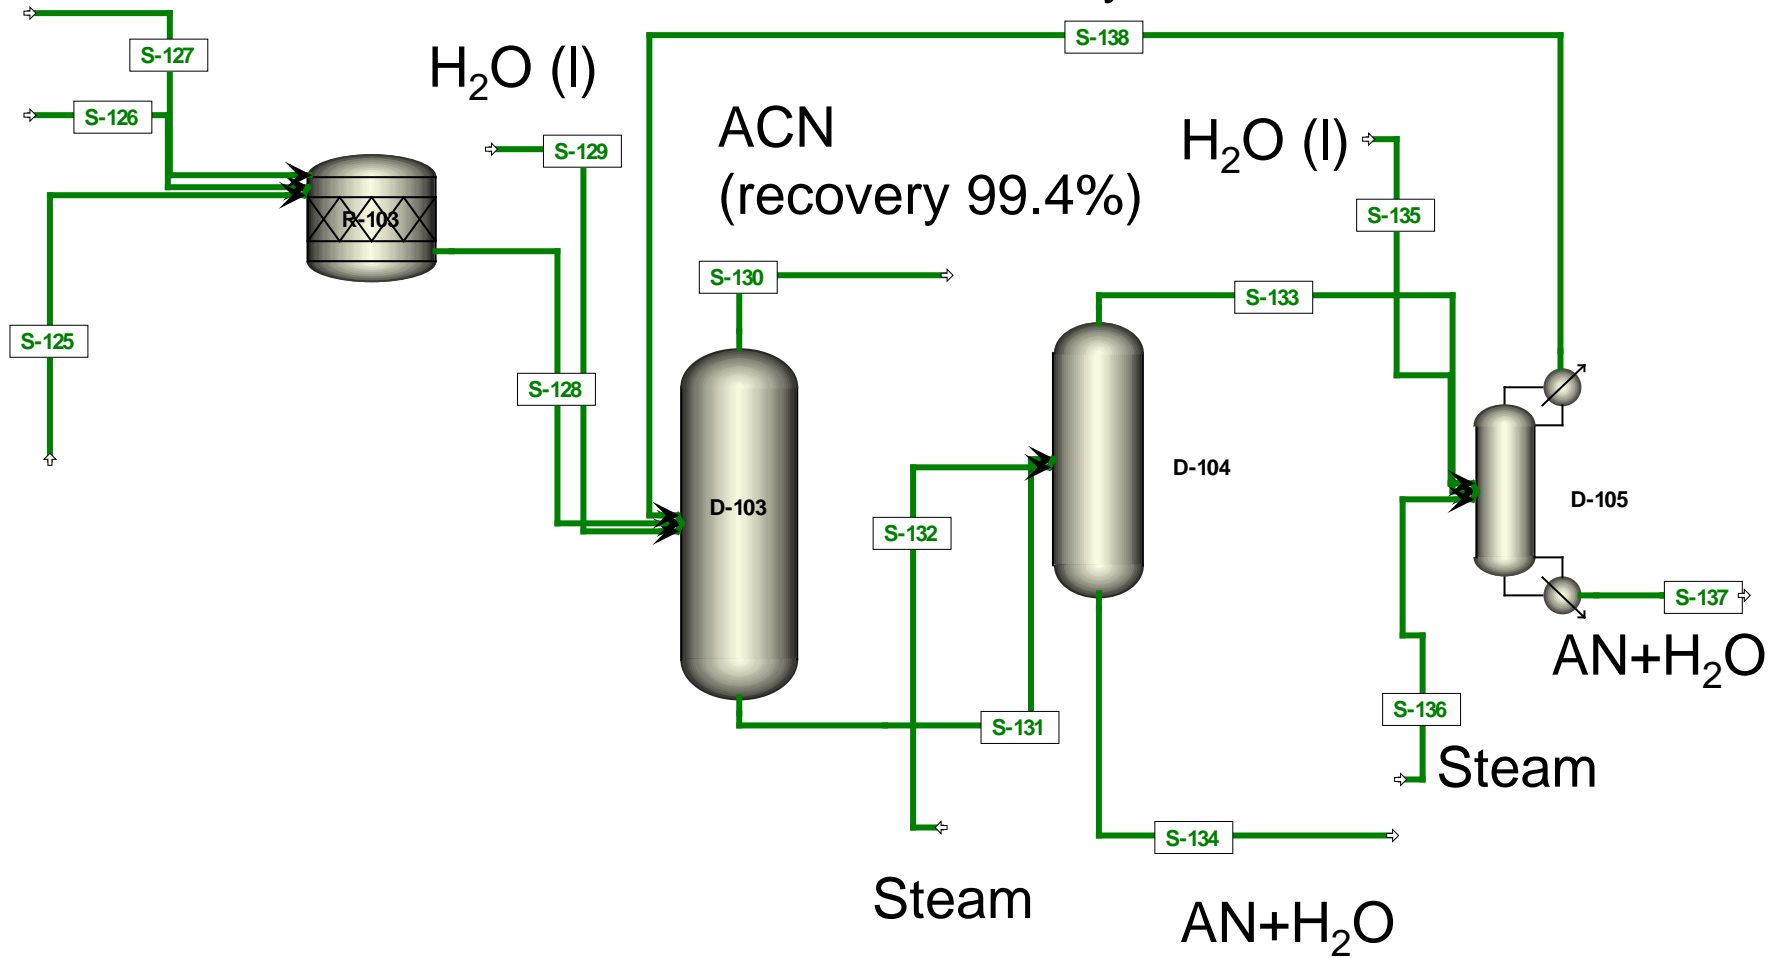 S-138
S-127
H₂O (l)
S-126
ACN
(recovery 99.4%)
H₂O (l)
S-129
R-103
S-135
S-130
S-133
S-125
S-128
D-103
D-104
D-105
S-132
S-137
AN+H₂O
S-131
S-136
Steam
S-134
Steam
AN+H₂O